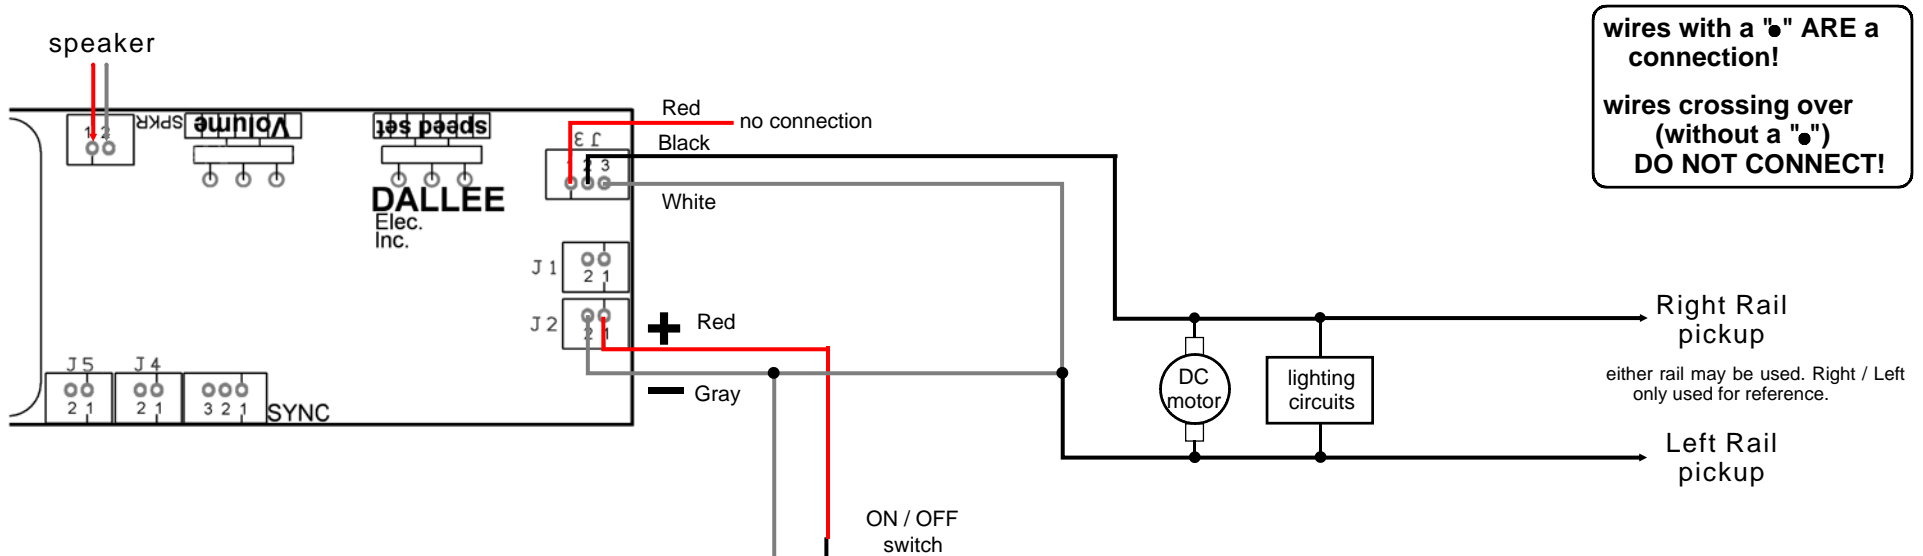 speaker
1 2
SPKR
Volume
speed set
DALLEE
Elec.
Inc.
Red
no connection
J3
Black
1 2 3
White
J 1
2 1
J 2
2 1
+ Red
− Gray
J 5
2 1
J 4
2 1
3 2 1
SYNC
DC
motor
lighting
circuits
Right Rail
pickup
either rail may be used. Right / Left
only used for reference.
Left Rail
pickup
ON / OFF
switch
wires with a "●" ARE a
connection!
wires crossing over
(without a "●")
DO NOT CONNECT!